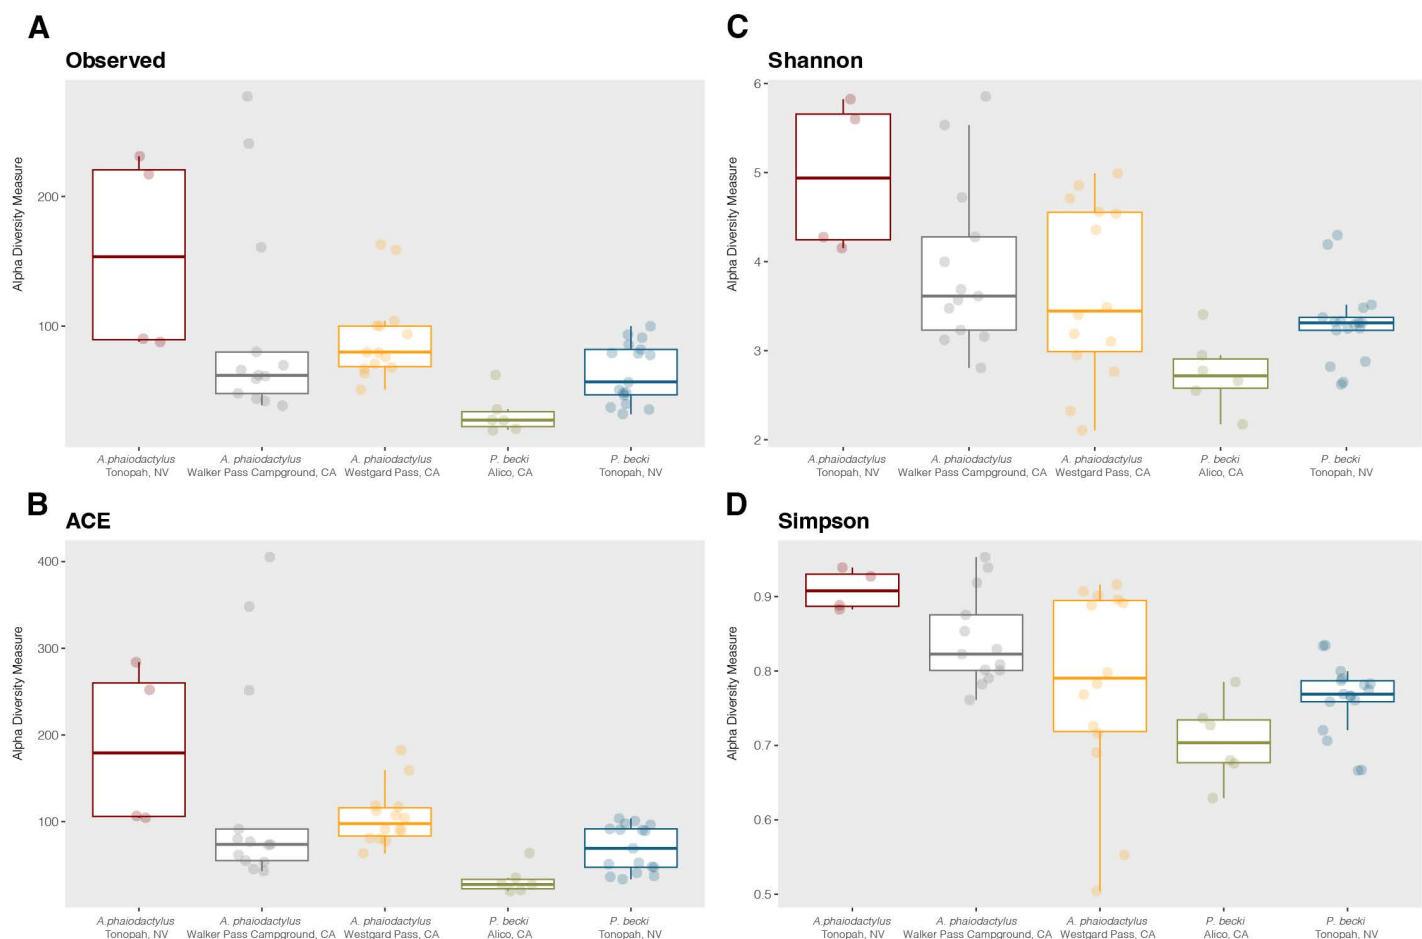 A
Observed
Alpha Diversity Measure
200
100
A.phaiodactylus
Tonopah, NV
A. phaiodactylus
Walker Pass Campground, CA
A. phaiodactylus
Westgard Pass, CA
P. becki
Alico, CA
P. becki
Tonopah, NV
B
ACE
Alpha Diversity Measure
400
300
200
100
A.phaiodactylus
Tonopah, NV
A. phaiodactylus
Walker Pass Campground, CA
A. phaiodactylus
Westgard Pass, CA
P. becki
Alico, CA
P. becki
Tonopah, NV
C
Shannon
Alpha Diversity Measure
6
5
4
3
2
A.phaiodactylus
Tonopah, NV
A. phaiodactylus
Walker Pass Campground, CA
A. phaiodactylus
Westgard Pass, CA
P. becki
Alico, CA
P. becki
Tonopah, NV
D
Simpson
Alpha Diversity Measure
0.9
0.8
0.7
0.6
0.5
A.phaiodactylus
Tonopah, NV
A. phaiodactylus
Walker Pass Campground, CA
A. phaiodactylus
Westgard Pass, CA
P. becki
Alico, CA
P. becki
Tonopah, NV